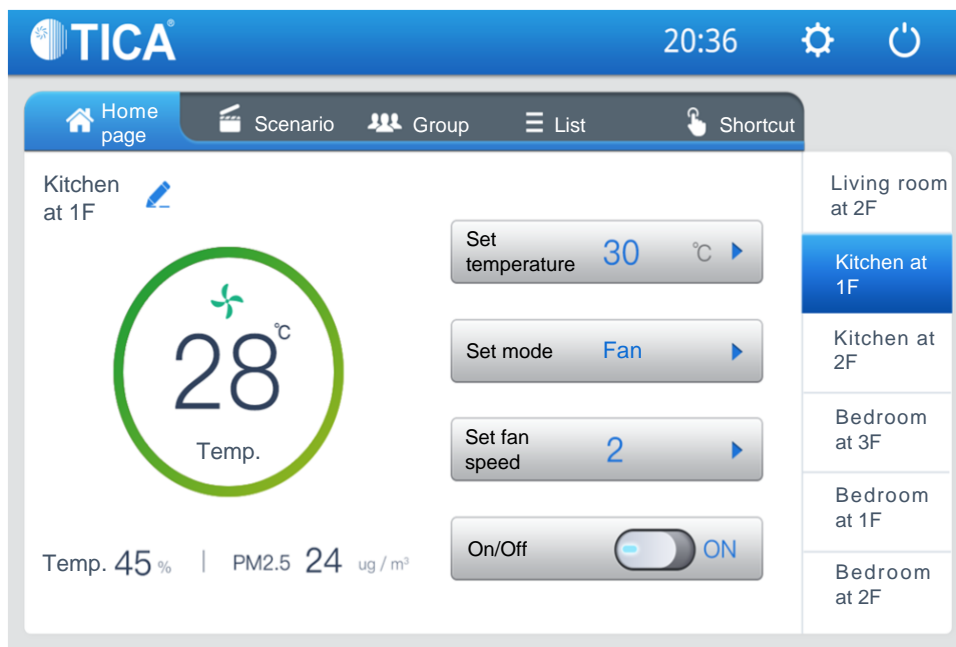 TICA®
20:36
Home
page
Scenario
Group
List
Shortcut
Kitchen
at 1F
28℃
Temp.
Temp. 45 %
PM2.5 24 ug / m³
Set
temperature
30 ℃
Set mode Fan
Set fan
speed
2
On/Off ON
Living room
at 2F
Kitchen at
1F
Kitchen at
2F
Bedroom
at 3F
Bedroom
at 1F
Bedroom
at 2F